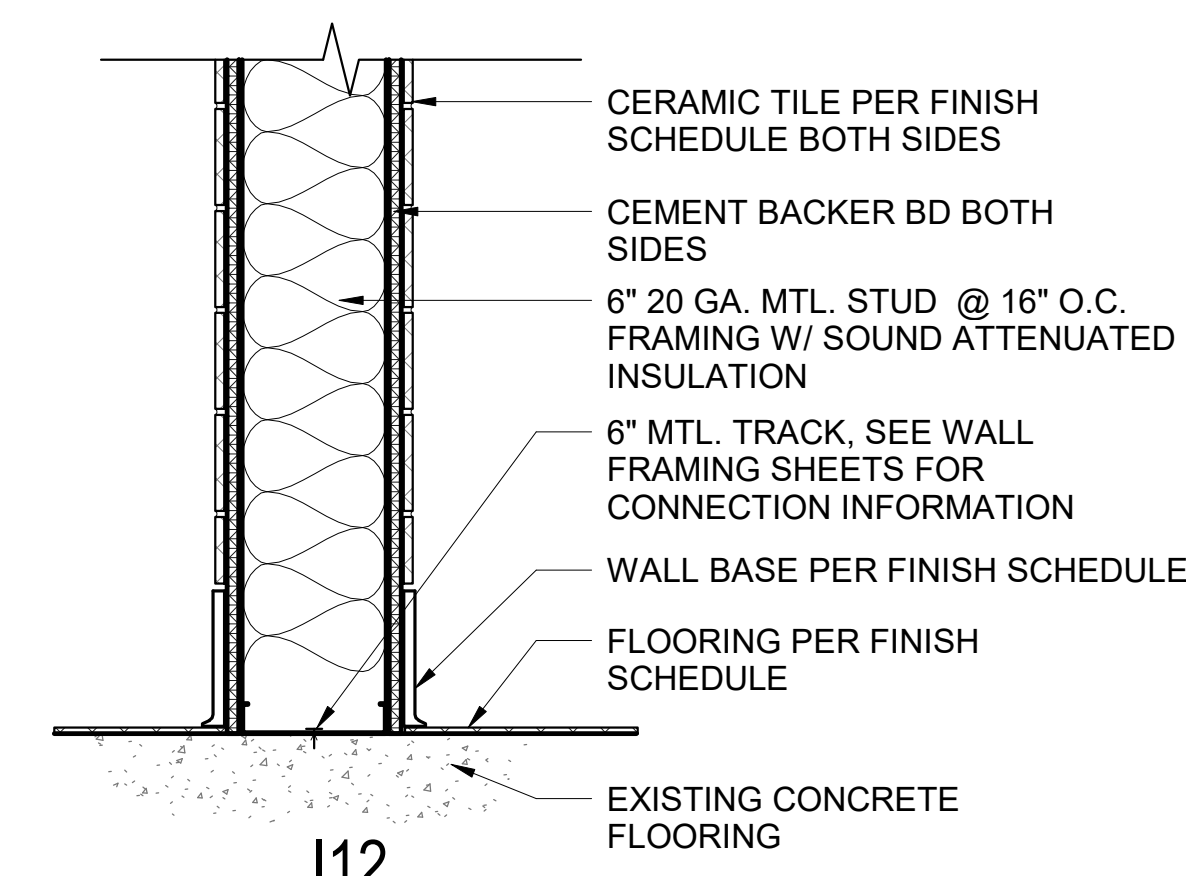 CERAMIC TILE PER FINISH
SCHEDULE BOTH SIDES
CEMENT BACKER BD BOTH
SIDES
6" 20 GA. MTL. STUD @ 16" O.C.
FRAMING W/ SOUND ATTENUATED
INSULATION
6" MTL. TRACK, SEE WALL
FRAMING SHEETS FOR
CONNECTION INFORMATION
WALL BASE PER FINISH SCHEDULE
FLOORING PER FINISH
SCHEDULE
EXISTING CONCRETE
FLOORING
I12